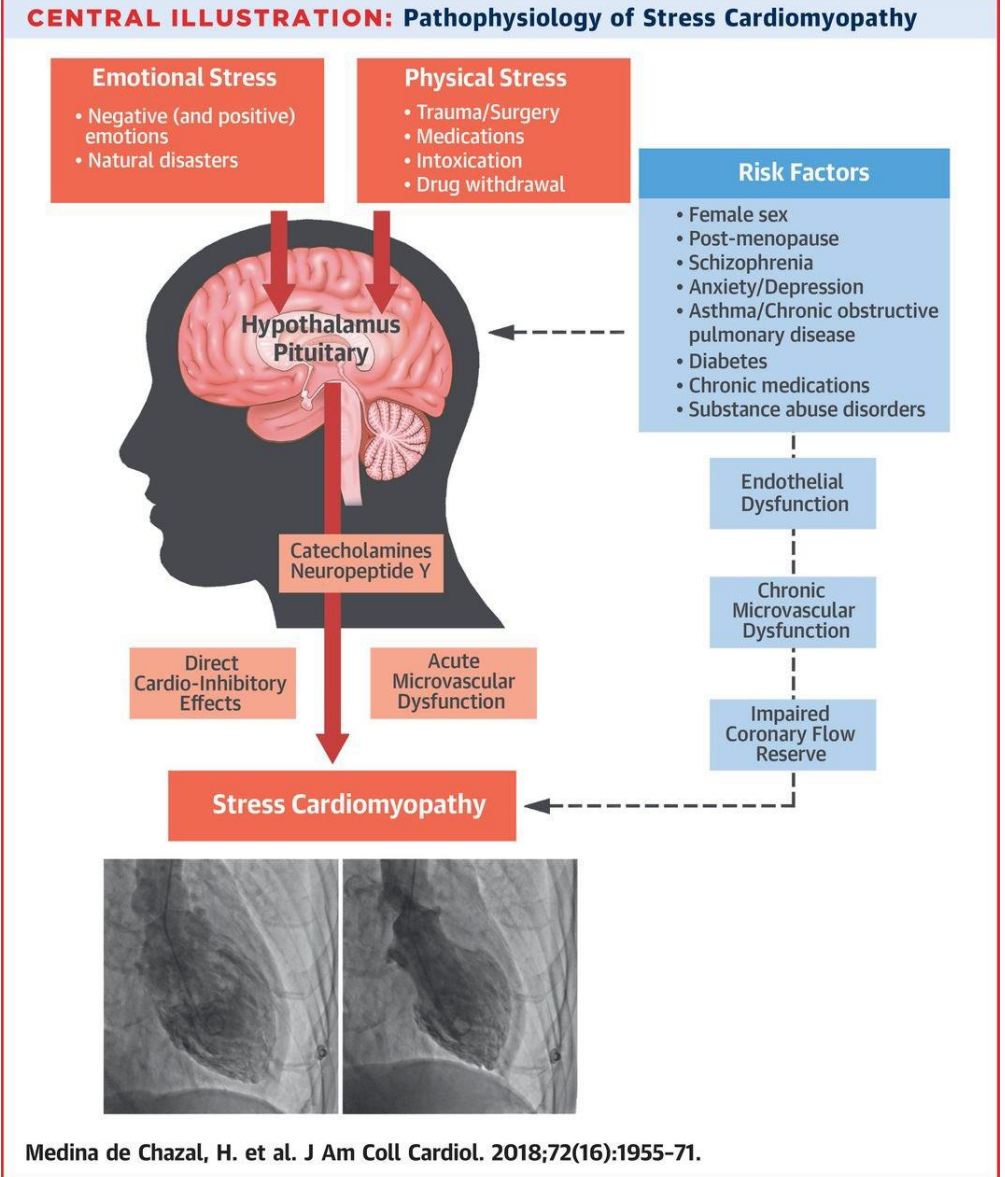 CENTRAL ILLUSTRATION: Pathophysiology of Stress Cardiomyopathy
Emotional Stress
• Negative (and positive)
emotions
• Natural disasters
Physical Stress
• Trauma/Surgery
• Medications
• Intoxication
• Drug withdrawal
Risk Factors
• Female sex
• Post-menopause
• Schizophrenia
• Anxiety/Depression
• Asthma/Chronic obstructive
pulmonary disease
• Diabetes
• Chronic medications
• Substance abuse disorders
Hypothalamus
Pituitary
Endothelial
Dysfunction
Catecholamines
Neuropeptide Y
Chronic
Microvascular
Dysfunction
Direct
Cardio-Inhibitory
Effects
Acute
Microvascular
Dysfunction
Impaired
Coronary Flow
Reserve
Stress Cardiomyopathy
Medina de Chazal, H. et al. J Am Coll Cardiol. 2018;72(16):1955–71.